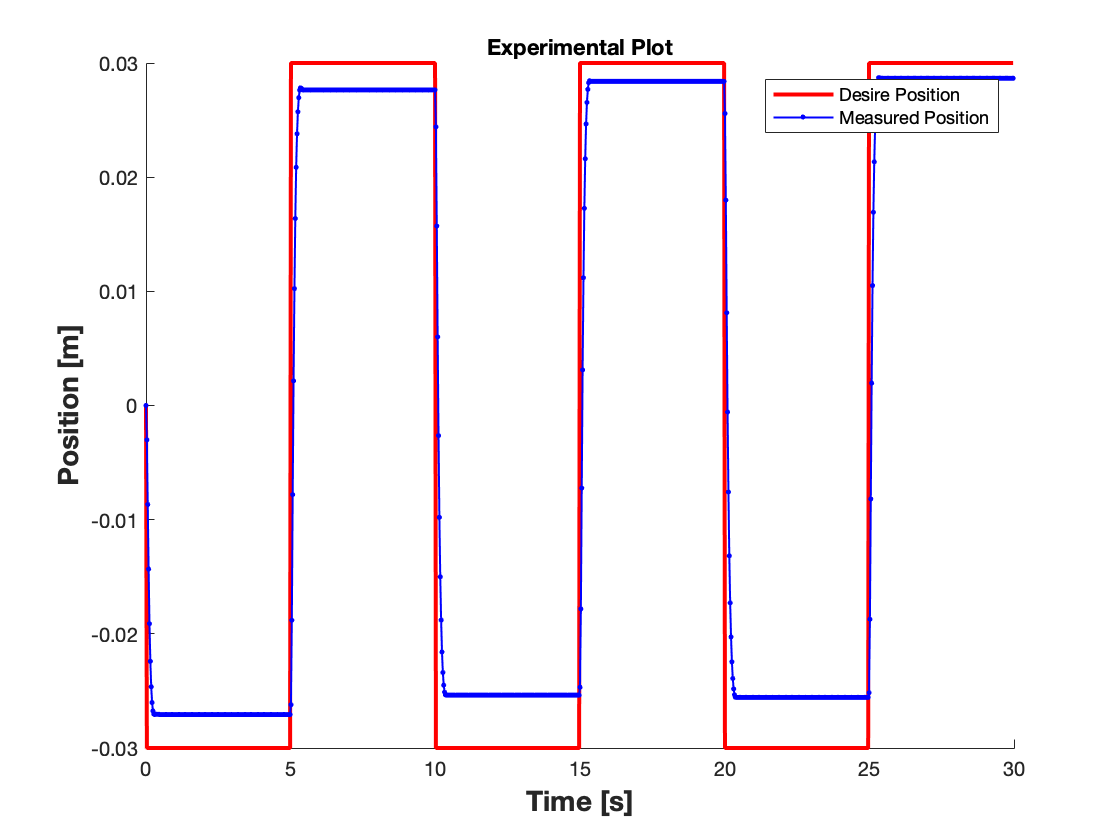 Experimental Plot
0.03
Desire Position
Measured Position
0.02
0.01
0
-0.01
-0.02
-0.03
Position [m]
0 5 10 15 20 25 30
Time [s]